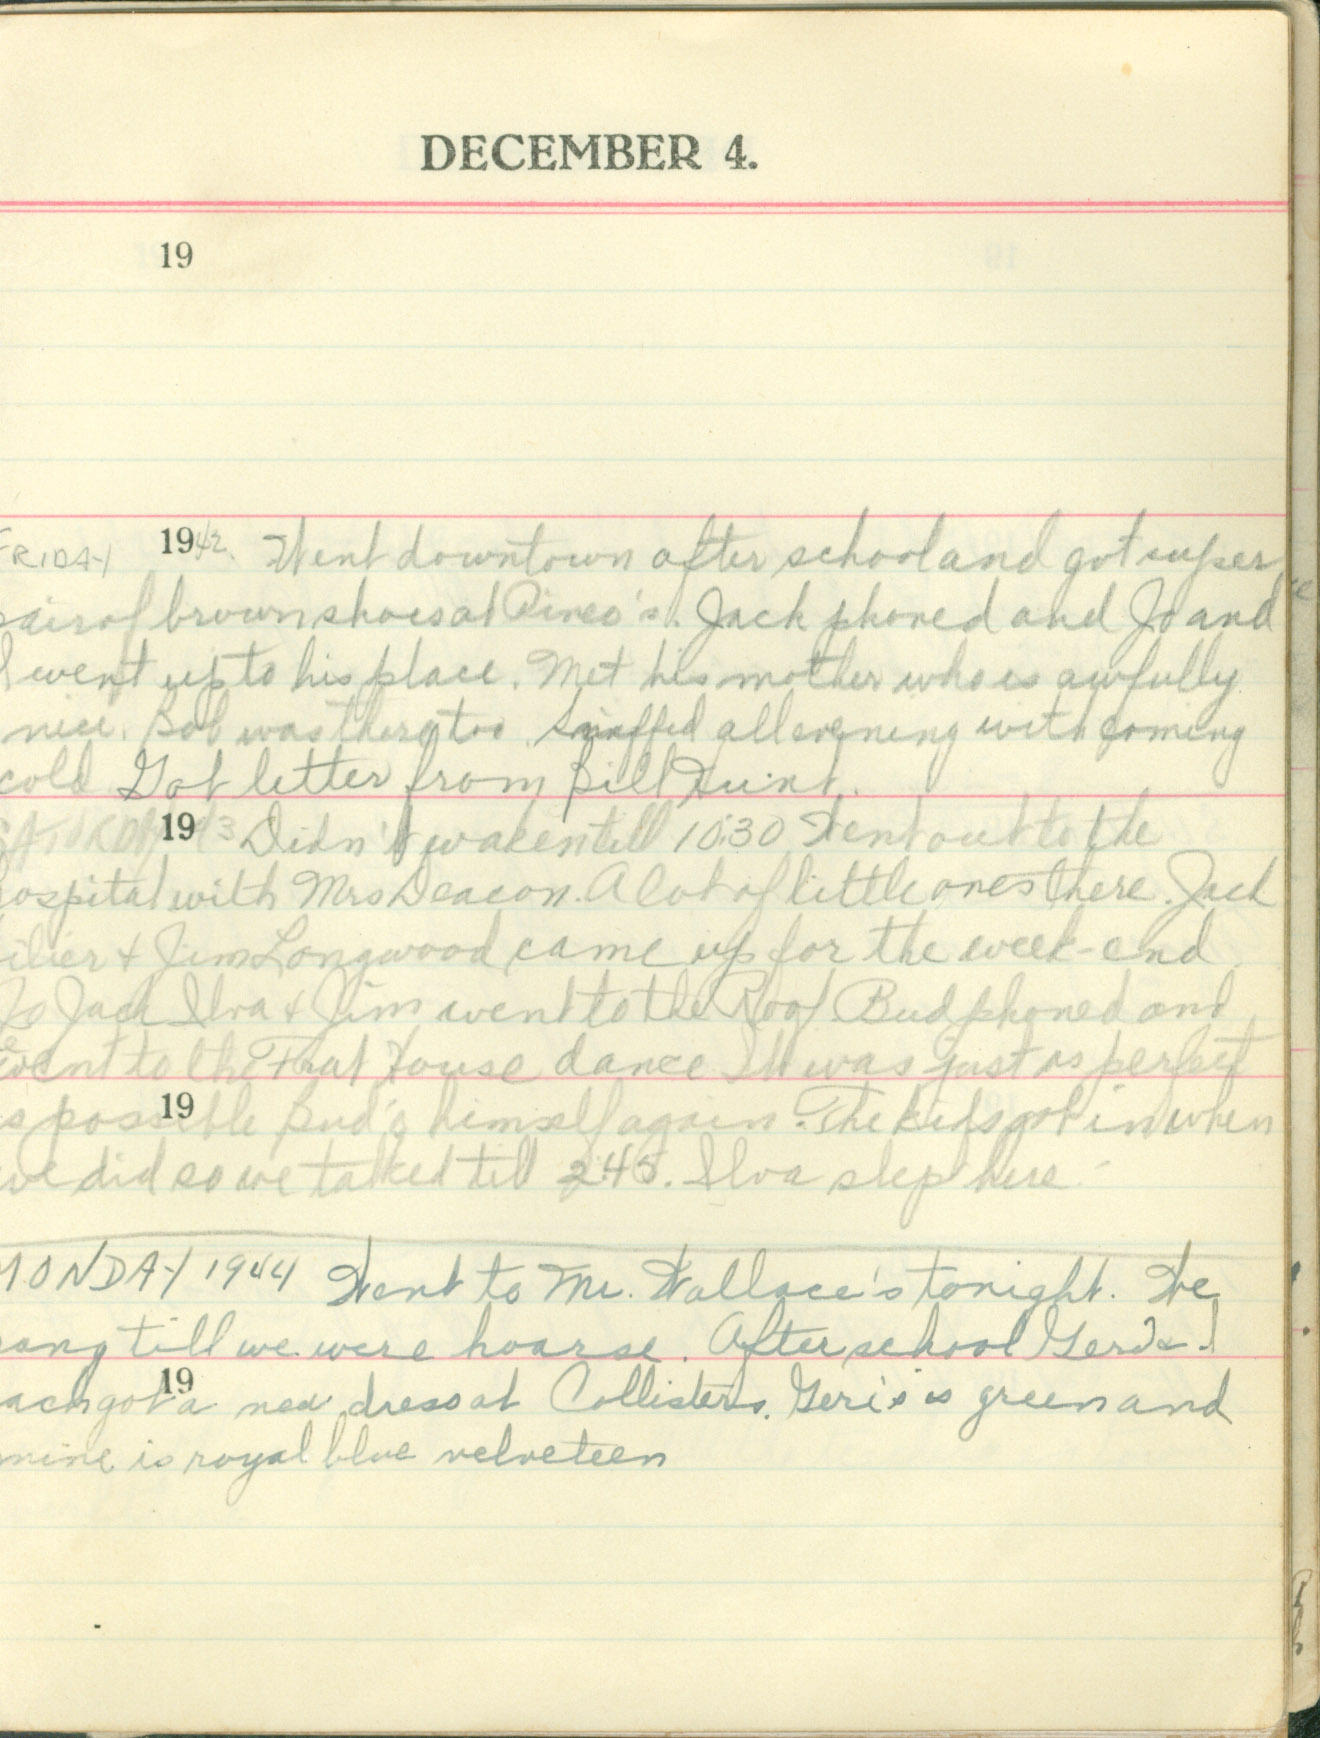 DECEMBER 4.
19
FRIDAY 1942. Went downtown after school and got super
pair of brown shoes at Pineo's. Jack phoned and Jo and
I went up to his place. Met his mother who is awfully
nice. Bob was there too. Sniffed all evening with coming
cold Got letter from Bill Hunt.
SATURDAY 1943 Didn't waken till 10:30 Went out to the
hospital with Mrs Deacon. A lot of little ones there. Jack
& Jim Longwood came up for the week-end
Jo Jack Ilva & Jim went to the Roof Bud phoned and
went to the Frat House dance It was just as perfect
19
as possible Bud's himself again. The kids got in when
we did so we talked till 2:45. Ilva slep here.
MONDAY 1944 Went to Mr. Wallace's tonight. We
sang till we were hoarse. After school Geri & I
19
each got a new dress at Collisters. Geri's is green and
mine is royal blue velveteen